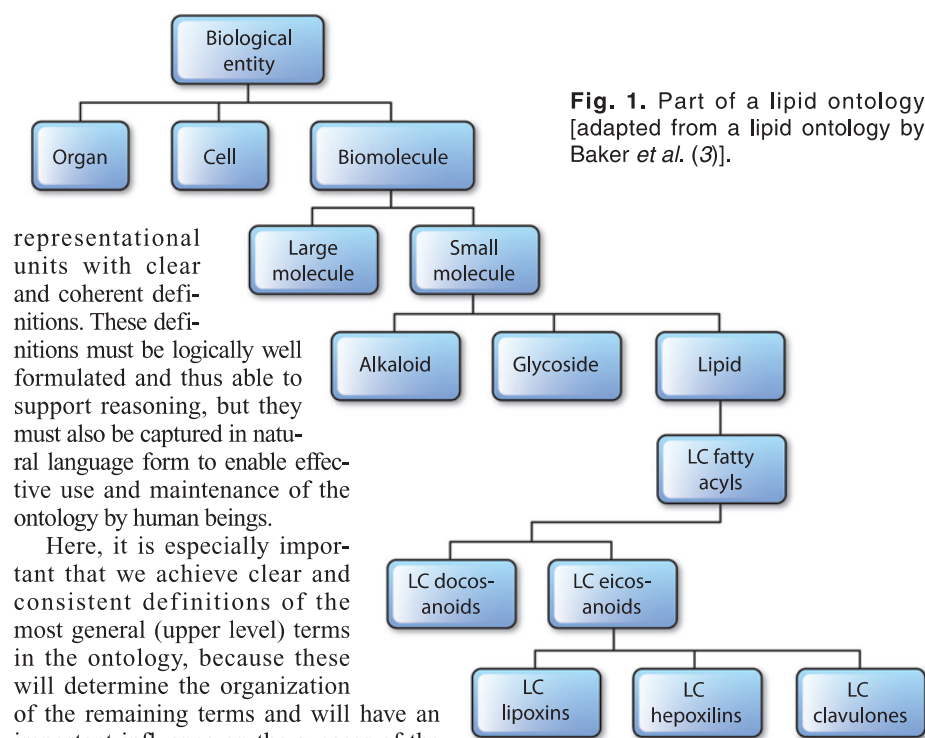 Biological
entity
Organ
Cell
Biomolecule
Fig. 1. Part of a lipid ontology
[adapted from a lipid ontology by
Baker et al. (3)].
Large
molecule
Small
molecule
Alkaloid
Glycoside
Lipid
LC fatty
acyls
LC docos-
anoids
LC eicos-
anoids
LC
lipoxins
LC
hepoxilins
LC
clavulones
representational
units with clear
and coherent defi-
nitions. These defi-
nitions must be logically well
formulated and thus able to
support reasoning, but they
must also be captured in natu-
ral language form to enable effec-
tive use and maintenance of the
ontology by human beings.
Here, it is especially impor-
tant that we achieve clear and
consistent definitions of the
most general (upper level) terms
in the ontology, because these
will determine the organization
of the remaining terms and will have an